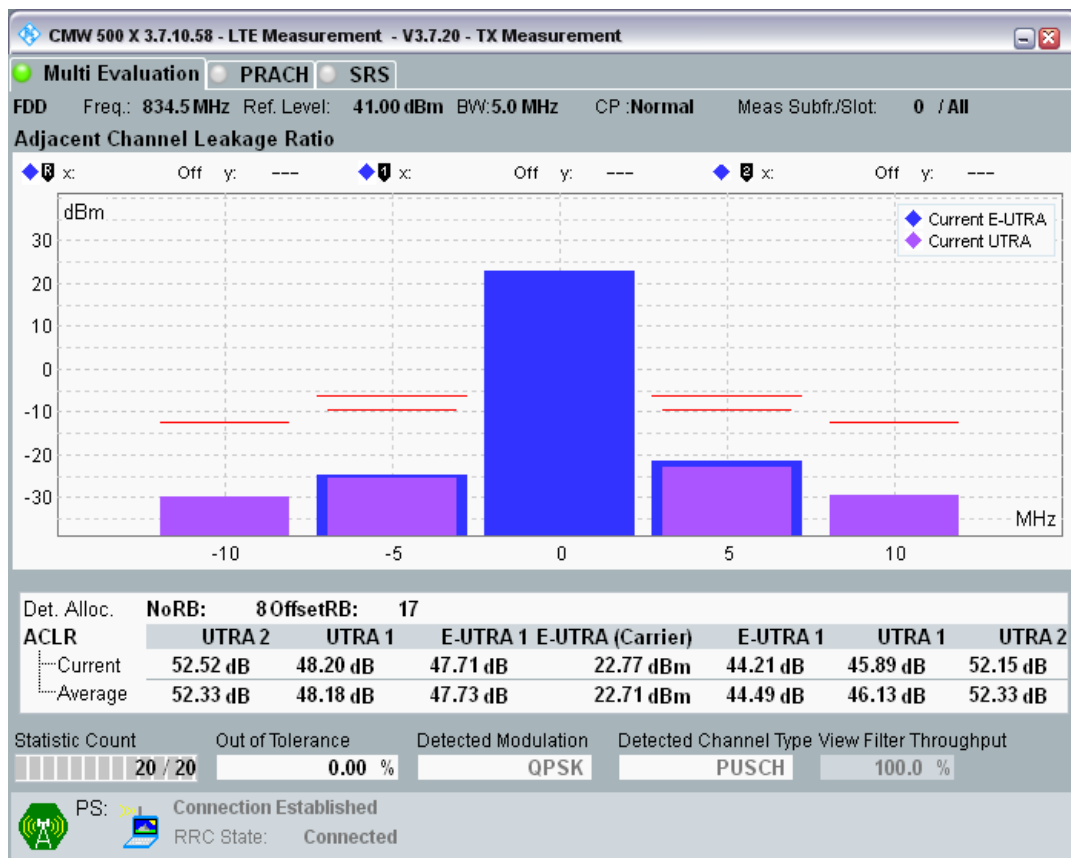 CMW 500 X 3.7.10.58 - LTE Measurement - V3.7.20 - TX Measurement
Multi Evaluation PRACH SRS
FDD Freq.: 834.5 MHz Ref. Level: 41.00 dBm BW:5.0 MHz CP :Normal Meas Subfr./Slot: 0 / All
Adjacent Channel Leakage Ratio
R x: Off y: --- 1 x: Off y: --- 2 x: Off y: ---
dBm
Current E-UTRA
Current UTRA
30
20
10
0
-10
-20
-30
MHz
-10 -5 0 5 10
Det. Alloc. NoRB: 8 OffsetRB: 17
ACLR UTRA 2 UTRA 1 E-UTRA 1 E-UTRA (Carrier) E-UTRA 1 UTRA 1 UTRA 2
Current 52.52 dB 48.20 dB 47.71 dB 22.77 dBm 44.21 dB 45.89 dB 52.15 dB
Average 52.33 dB 48.18 dB 47.73 dB 22.71 dBm 44.49 dB 46.13 dB 52.33 dB
Statistic Count Out of Tolerance Detected Modulation Detected Channel Type View Filter Throughput
20 / 20 0.00 % QPSK PUSCH 100.0 %
PS: Connection Established
RRC State: Connected